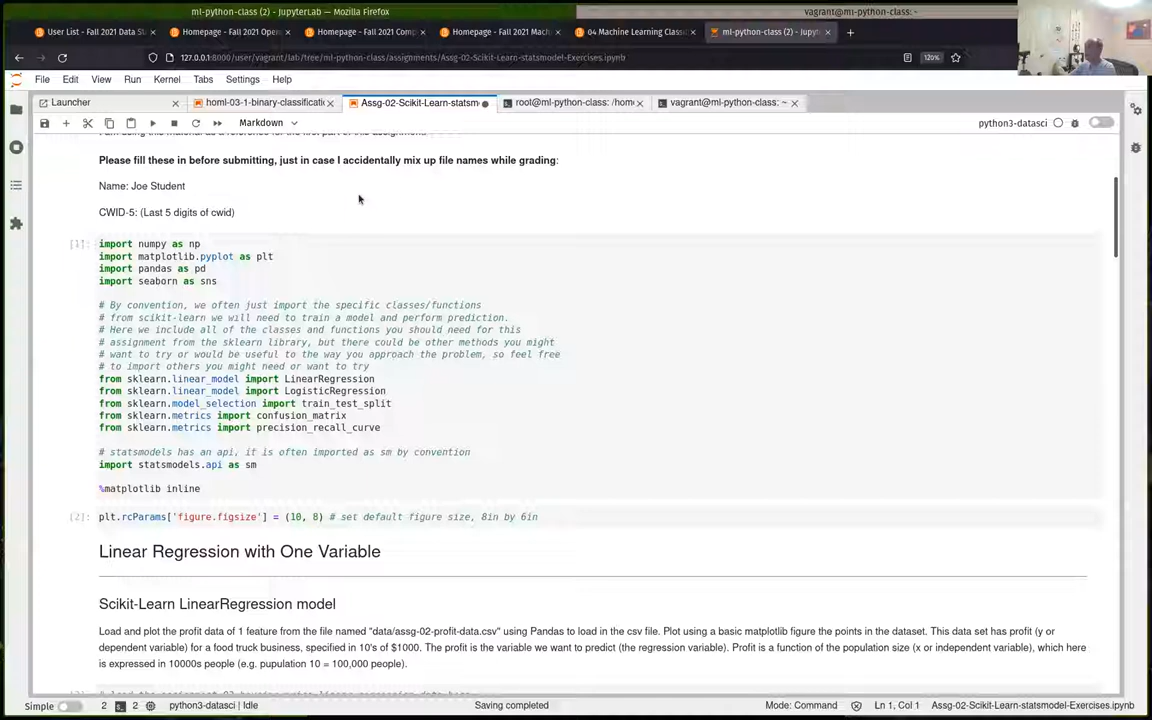 ml-python-class (2) - JupyterLab — Mozilla Firefox
vagrant@ml-python-class: ~
User List - Fall 2021 Data St
Homepage - Fall 2021 Open
Homepage - Fall 2021 Comp
Homepage - Fall 2021 Mach
04 Machine Learning Class
ml-python-class (2) - Jupyt
127.0.0.1:8000/user/vagrant/lab/tree/ml-python-class/assignments/Assg-02-Scikit-Learn-statsmodel-Exercises.ipynb
120%
File Edit View Run Kernel Tabs Settings Help
Launcher
homl-03-1-binary-classificatio
Assg-02-Scikit-Learn-statsm
root@ml-python-class: /hom
vagrant@ml-python-class: ~
Markdown
python3-datasci
Please fill these in before submitting, just in case I accidentally mix up file names while grading:
Name: Joe Student
CWID-5: (Last 5 digits of cwid)
[1]: import numpy as np
import matplotlib.pyplot as plt
import pandas as pd
import seaborn as sns
# By convention, we often just import the specific classes/functions
# from scikit-learn we will need to train a model and perform prediction.
# Here we include all of the classes and functions you should need for this
# assignment from the sklearn library, but there could be other methods you might
# want to try or would be useful to the way you approach the problem, so feel free
# to import others you might need or want to try
from sklearn.linear_model import LinearRegression
from sklearn.linear_model import LogisticRegression
from sklearn.model_selection import train_test_split
from sklearn.metrics import confusion_matrix
from sklearn.metrics import precision_recall_curve
# statsmodels has an api, it is often imported as sm by convention
import statsmodels.api as sm
%matplotlib inline
[2]: plt.rcParams['figure.figsize'] = (10, 8) # set default figure size, 8in by 6in
Linear Regression with One Variable
Scikit-Learn LinearRegression model
Load and plot the profit data of 1 feature from the file named "data/assg-02-profit-data.csv" using Pandas to load in the csv file. Plot using a basic matplotlib figure the points in the dataset. This data set has profit (y or
dependent variable) for a food truck business, specified in 10's of $1000. The profit is the variable we want to predict (the regression variable). Profit is a function of the population size (x or independent variable), which here
is expressed in 10000s people (e.g. pupulation 10 = 100,000 people).
Simple
2
2
python3-datasci | Idle
Saving completed
Mode: Command
Ln 1, Col 1
Assg-02-Scikit-Learn-statsmodel-Exercises.ipynb